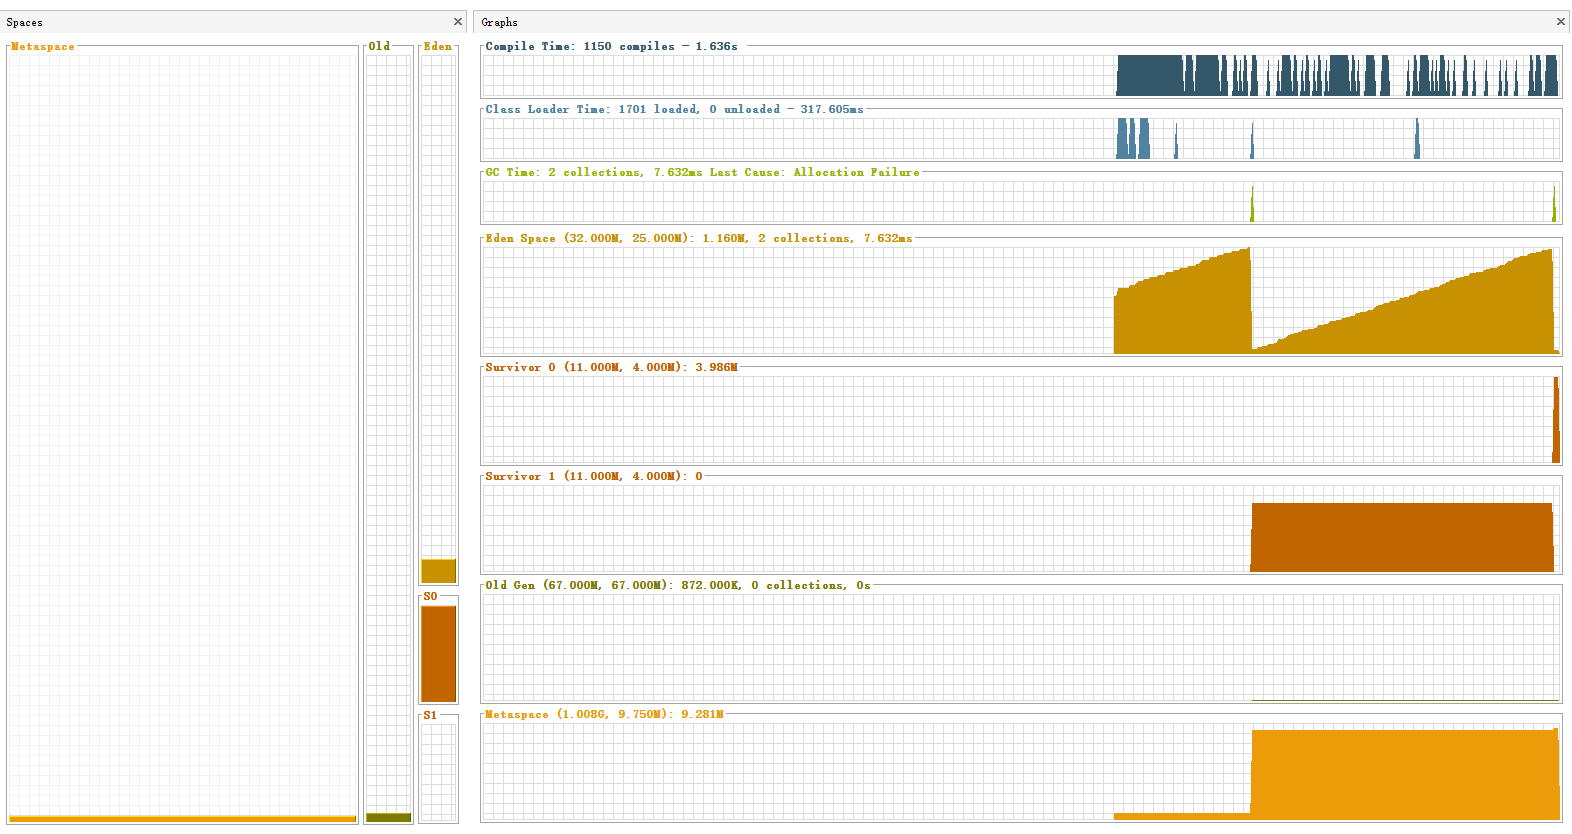 Spaces
Metaspace
Old
Eden
S0
S1
Graphs
Compile Time: 1150 compiles - 1.636s
Class Loader Time: 1701 loaded, 0 unloaded - 317.605ms
GC Time: 2 collections, 7.632ms Last Cause: Allocation Failure
Eden Space (32.000M, 25.000M): 1.160M, 2 collections, 7.632ms
Survivor 0 (11.000M, 4.000M): 3.986M
Survivor 1 (11.000M, 4.000M): 0
Old Gen (67.000M, 67.000M): 872.000K, 0 collections, 0s
Metaspace (1.008G, 9.750M): 9.281M